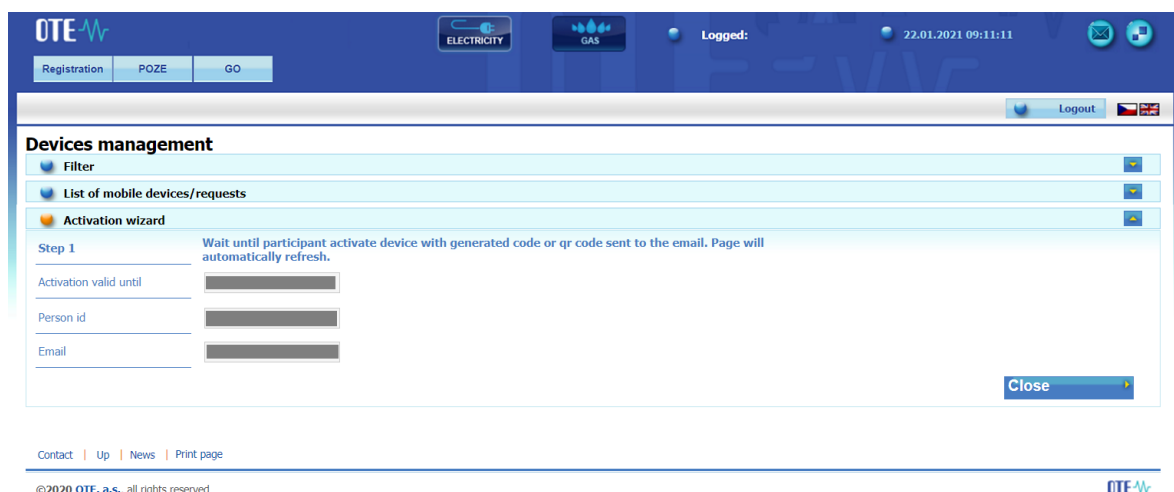 OTE
ELECTRICITY
GAS
Logged:
22.01.2021 09:11:11
Registration
POZE
GO
Logout
Devices management
Filter
List of mobile devices/requests
Activation wizard
Step 1
Wait until participant activate device with generated code or qr code sent to the email. Page will
automatically refresh.
Activation valid until
Person id
Email
Close
Contact | Up | News | Print page
©2020 OTE, a.s. all rights reserved
OTE